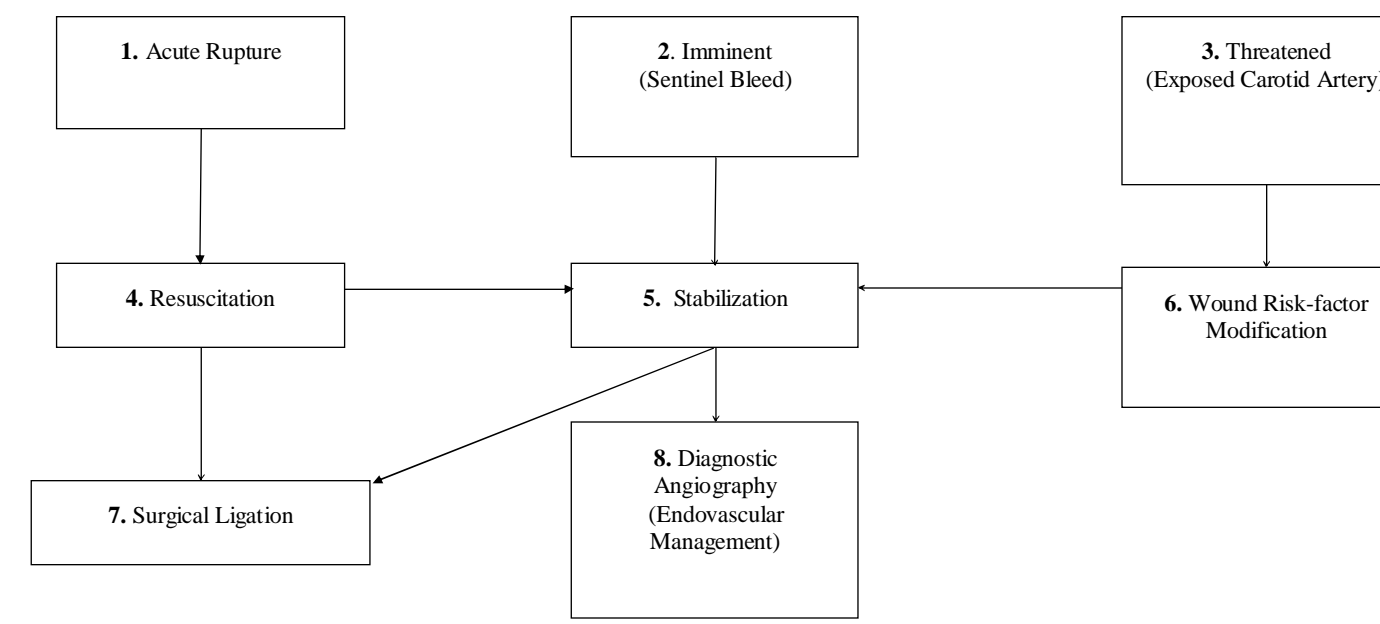 1. Acute Rupture
2. Imminent
(Sentinel Bleed)
3. Threatened
(Exposed Carotid Artery)
4. Resuscitation
5. Stabilization
6. Wound Risk-factor
Modification
7. Surgical Ligation
8. Diagnostic
Angiography
(Endovascular
Management)